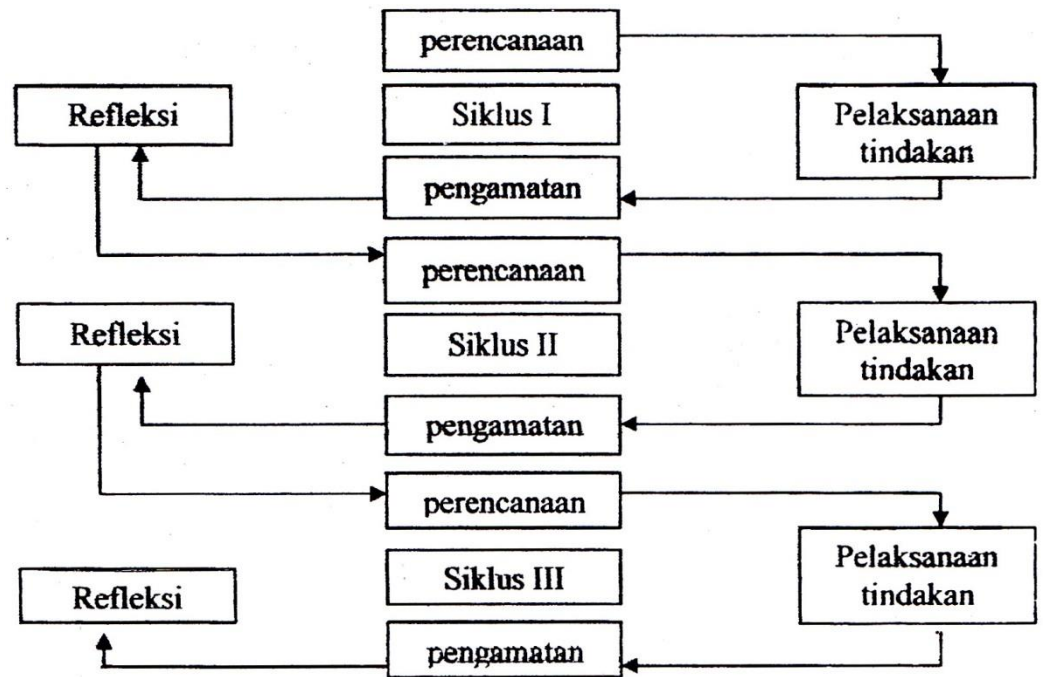 perencanaan
Refleksi
Siklus I
Pelaksanaan
tindakan
pengamatan
perencanaan
Refleksi
Siklus II
Pelaksanaan
tindakan
pengamatan
perencanaan
Refleksi
Siklus III
Pelaksanaan
tindakan
pengamatan